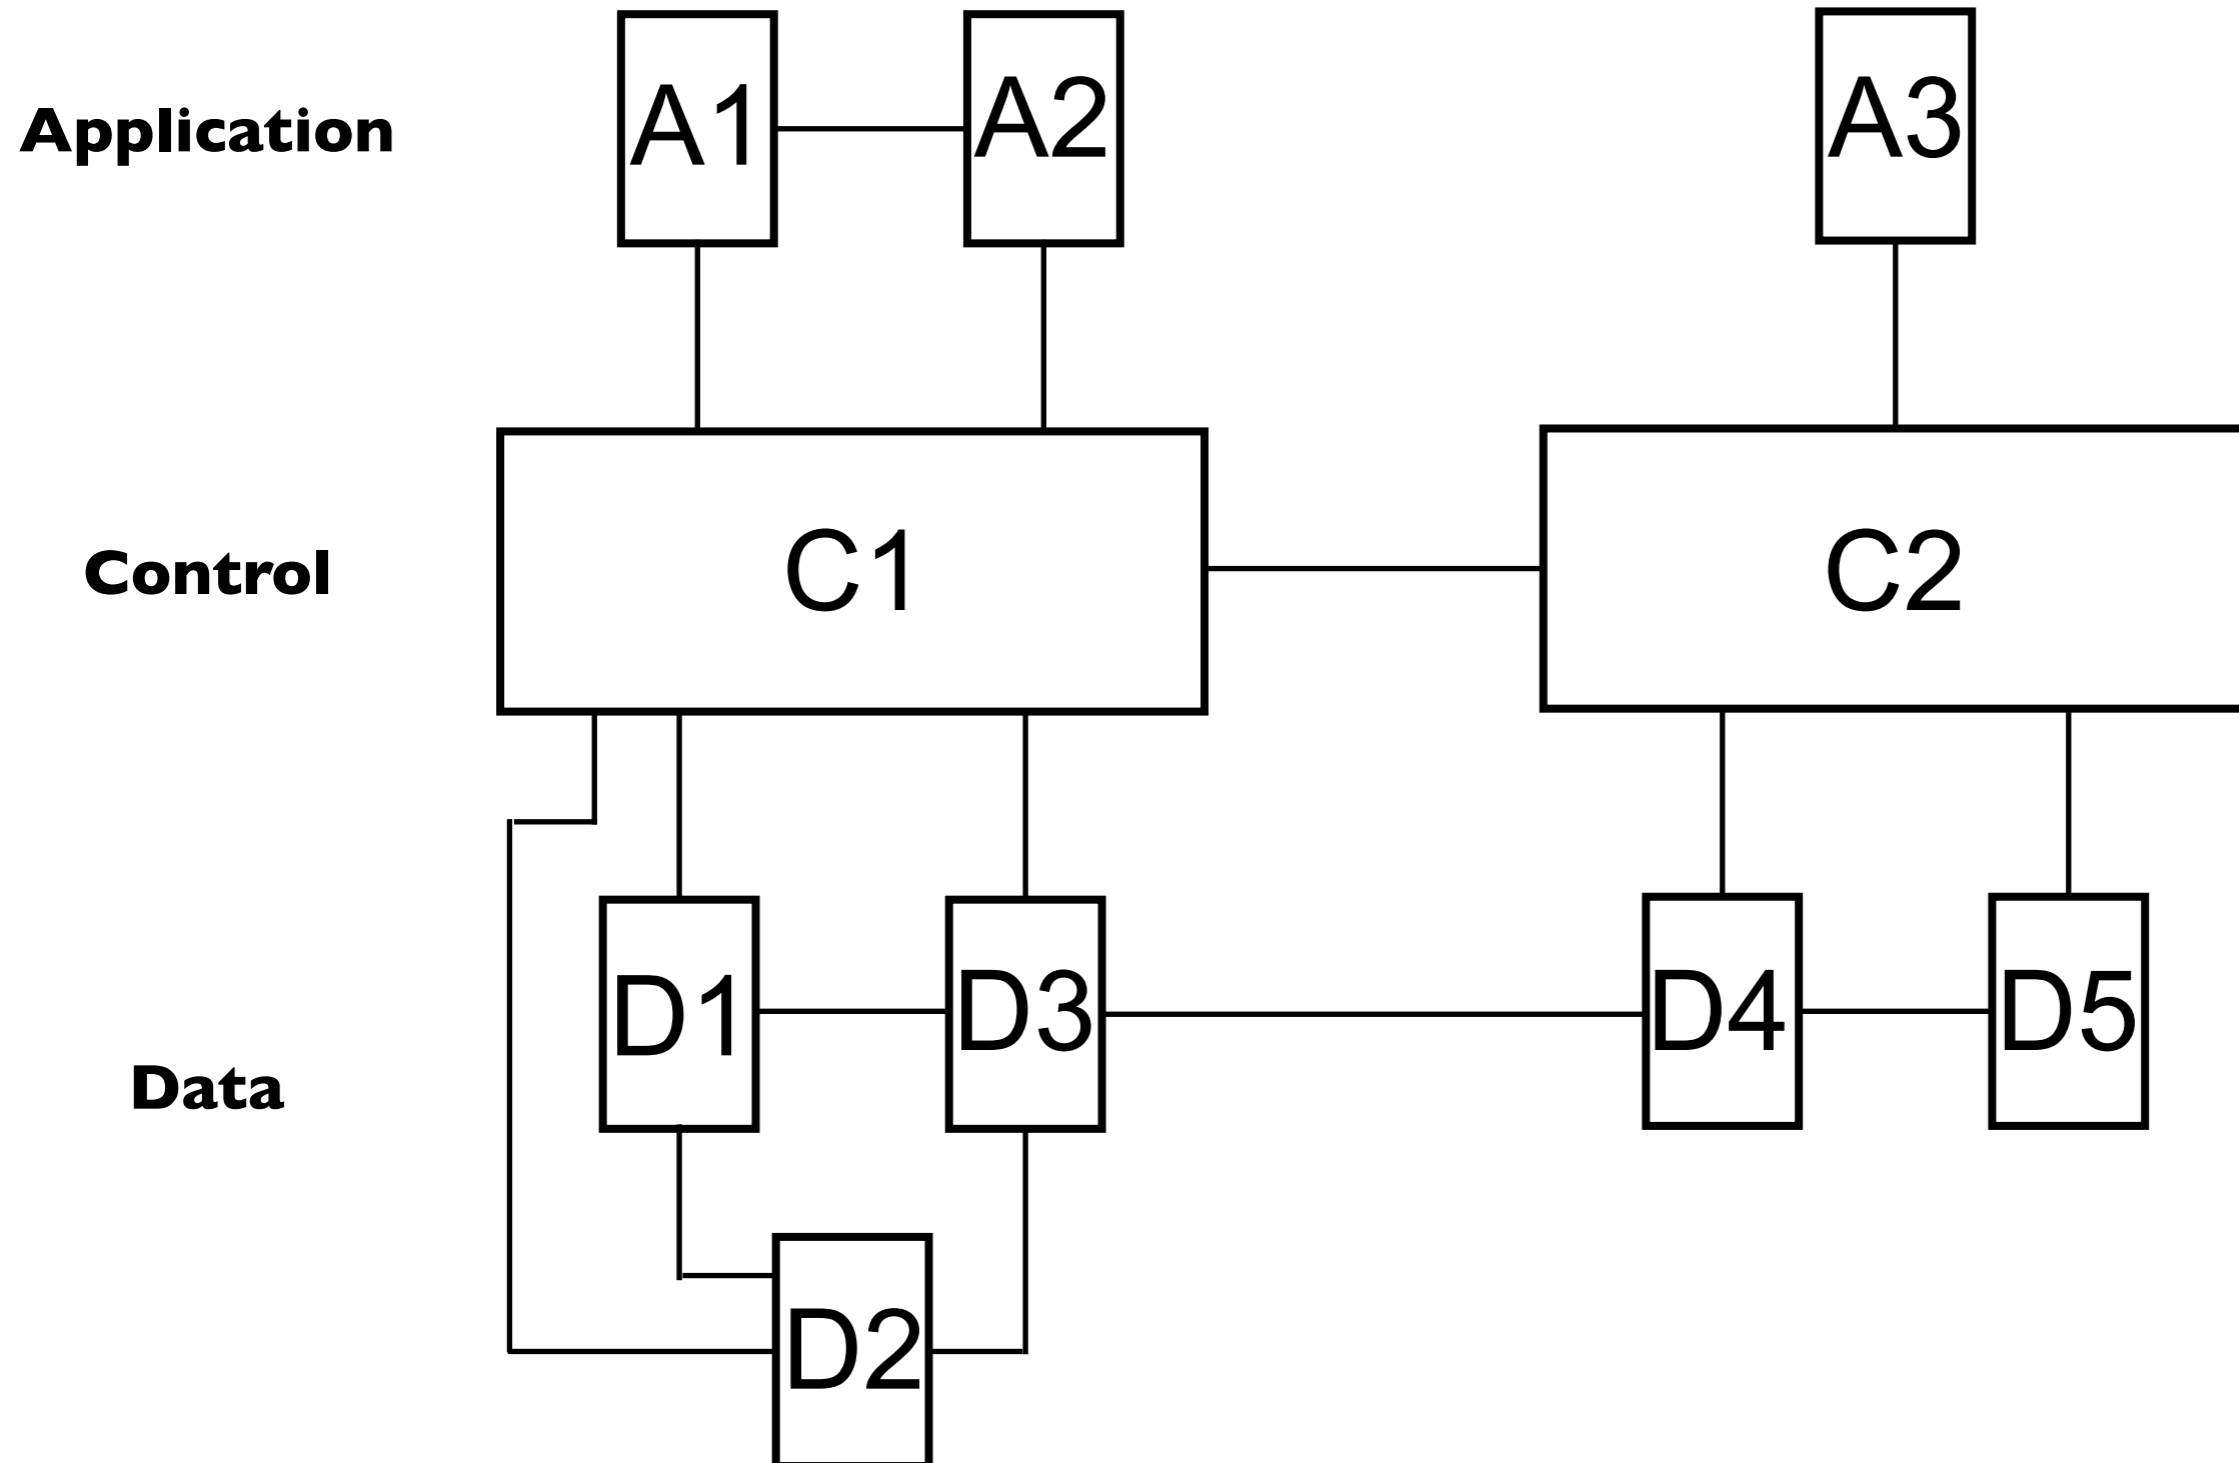 Application
A1
A2
A3
Control
C1
C2
Data
D1
D3
D4
D5
D2